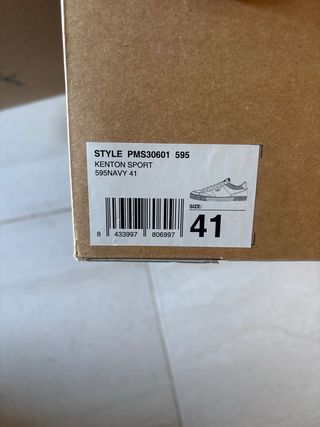 STYLE PMS30601 595
KENTON SPORT
595NAVY 41
SIZE:
41
8 433997 806997